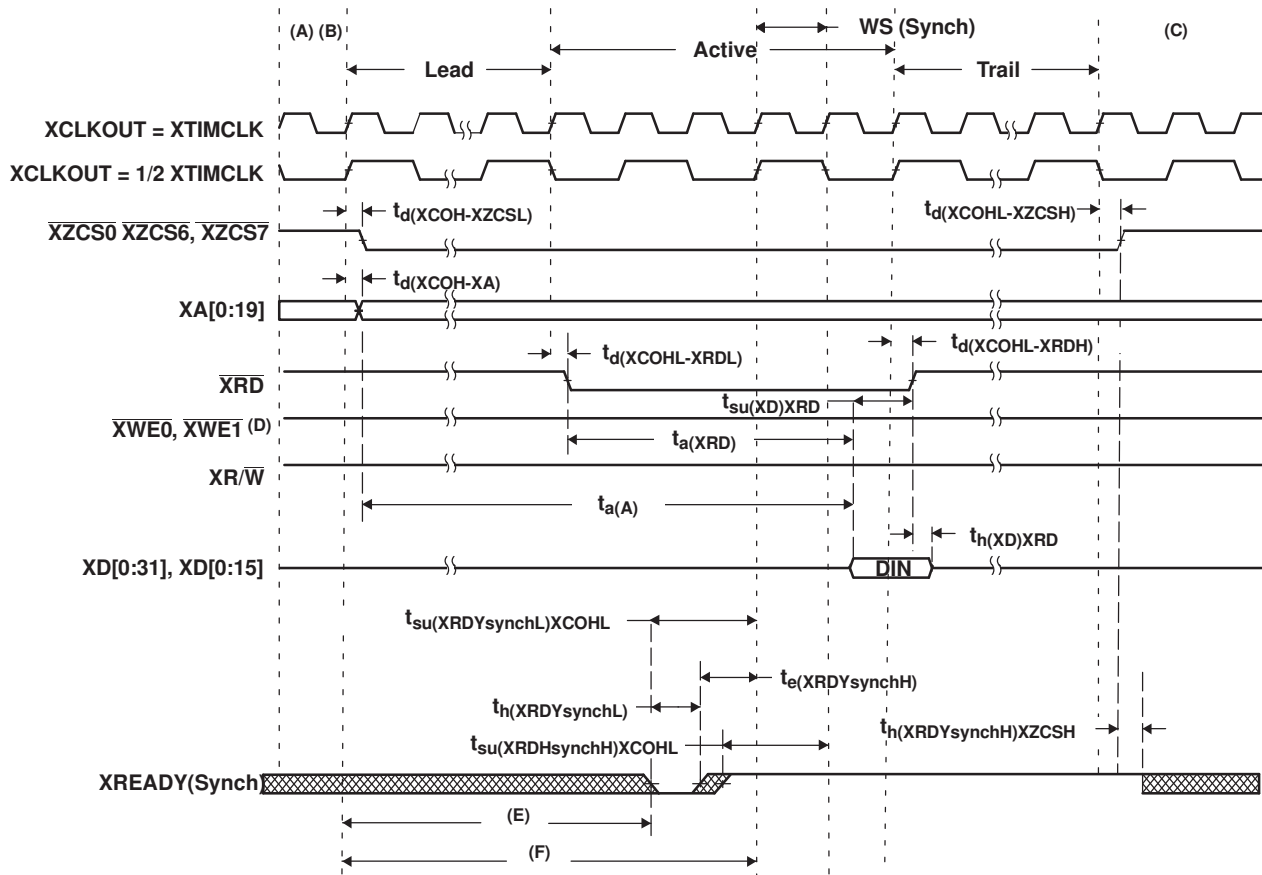 (A) (B)
WS (Synch)
(C)
Active
Lead
Trail
XCLKOUT = XTIMCLK
XCLKOUT = 1/2 XTIMCLK
td(XCOH-XZCSL)
td(XCOHL-XZCSH)
XZCS0 XZCS6, XZCS7
td(XCOH-XA)
XA[0:19]
td(XCOHL-XRDL)
td(XCOHL-XRDH)
XRD
tsu(XD)XRD
XWE0, XWE1 (D)
ta(XRD)
XR/W
ta(A)
th(XD)XRD
XD[0:31], XD[0:15]
DIN
tsu(XRDYsynchL)XCOHL
te(XRDYsynchH)
th(XRDYsynchL)
th(XRDYsynchH)XZCSH
tsu(XRDHsynchH)XCOHL
XREADY(Synch)
(E)
(F)